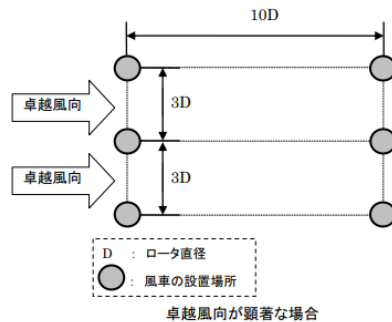 10D
卓越風向
3D
卓越風向
3D
D : ロータ直径
: 風車の設置場所
卓越風向が顕著な場合